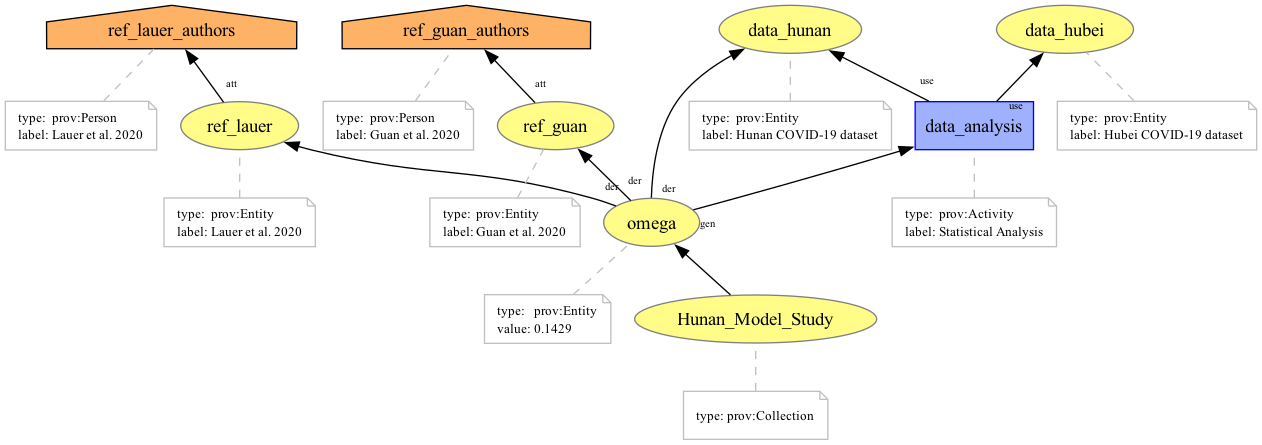 ref_lauer_authors
ref_guan_authors
data_hunan
data_hubei
att
att
use
use
type: prov:Person
label: Lauer et al. 2020
ref_lauer
type: prov:Person
label: Guan et al. 2020
ref_guan
type: prov:Entity
label: Hunan COVID-19 dataset
data_analysis
type: prov:Entity
label: Hubei COVID-19 dataset
der
der
der
type: prov:Entity
label: Lauer et al. 2020
type: prov:Entity
label: Guan et al. 2020
omega
gen
type: prov:Activity
label: Statistical Analysis
type: prov:Entity
value: 0.1429
Hunan_Model_Study
type: prov:Collection